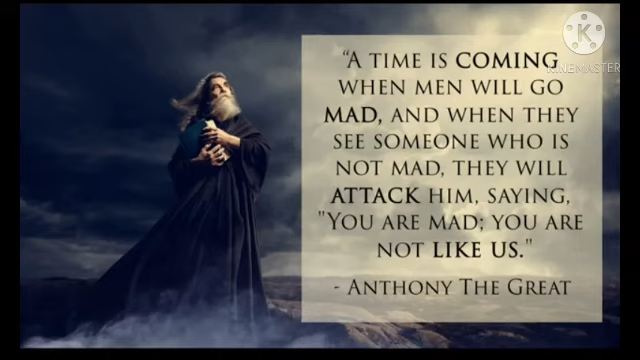 “A TIME IS COMING
WHEN MEN WILL GO
MAD, AND WHEN THEY
SEE SOMEONE WHO IS
NOT MAD, THEY WILL
ATTACK HIM, SAYING,
"YOU ARE MAD; YOU ARE
NOT LIKE US."
- ANTHONY THE GREAT
K
KINEMASTER